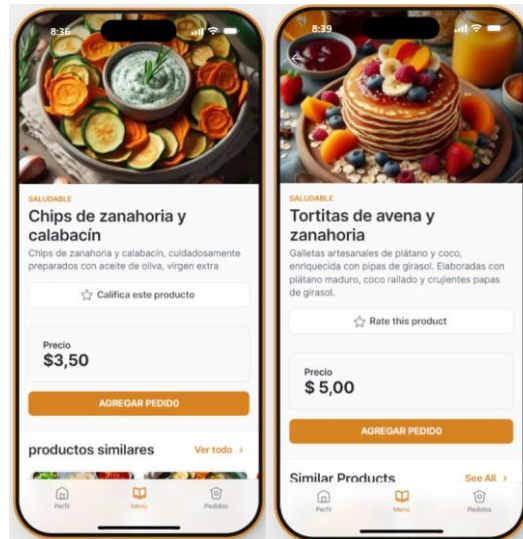 8:36
SALUDABLE
Chips de zanahoria y
calabacín
Chips de zanahoria y calabacín, cuidadosamente
preparados con aceite de oliva, virgen extra
Califica este producto
Precio
$3,50
AGREGAR PEDIDO
productos similares
Ver todo >
Perfil
Menú
Pedidos
8:39
SALUDABLE
Tortitas de avena y
zanahoria
Galletas artesanales de plátano y coco,
enriquecida con pipas de girasol. Elaboradas con
plátano maduro, coco rallado y crujientes papas
de girasol.
Rate this product
Precio
$ 5,00
AGREGAR PEDIDO
Similar Products
See All >
Perfil
Menú
Pedidos